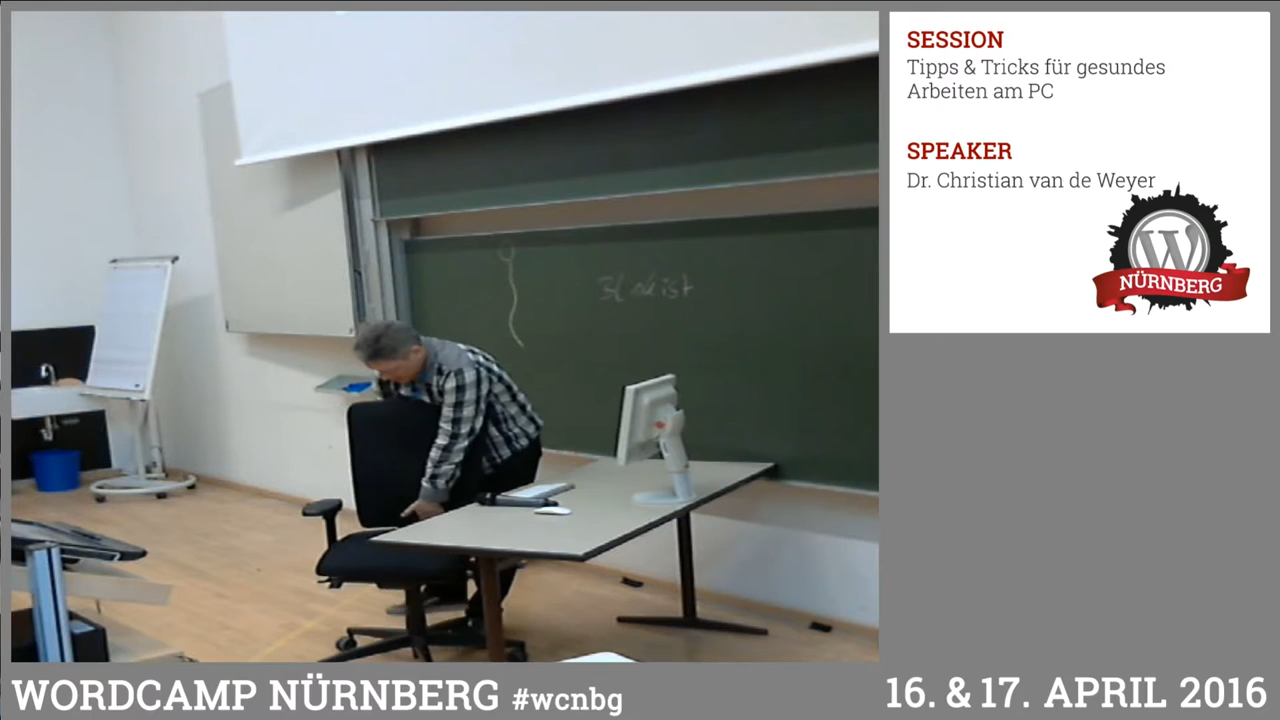 SESSION
Tipps & Tricks für gesundes
Arbeiten am PC
SPEAKER
Dr. Christian van de Weyer
W
NÜRNBERG
WORDCAMP NÜRNBERG #wcnbg
16. & 17. APRIL 2016